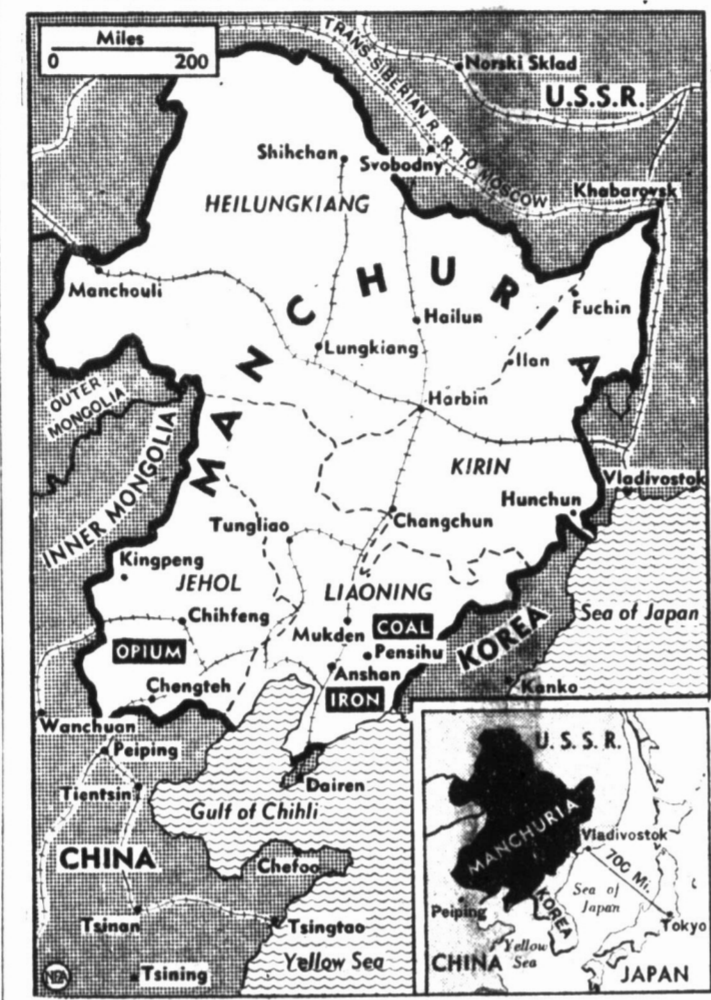 Miles
0 200
TRANS-SIBERIAN R. R. TO MOSCOW
Norski Sklad
U.S.S.R.
Shihchan
Svobodny
Khabarovsk
HEILUNGKIANG
MANCHURIA
Manchouli
Hailun
Fuchin
Lungkiang
Ilan
OUTER
MONGOLIA
Harbin
INNER MONGOLIA
KIRIN
Vladivostok
Hunchun
Changchun
Tungliao
Kingpeng
JEHOL
LIAONING
Sea of Japan
Chihfeng
Mukden
COAL
KOREA
OPIUM
Pensihu
Anshan
Chengteh
IRON
Kanko
Wanchuan
Peiping
Tientsin
Dairen
Gulf of Chihli
CHINA
Chefoo
Tsinan
Tsingtao
Yellow Sea
Tsining
NEA
U. S. S. R.
MANCHURIA
Vladivostok
700 Mi.
Sea of
Japan
Peiping
KOREA
Tokyo
Yellow
Sea
CHINA
JAPAN